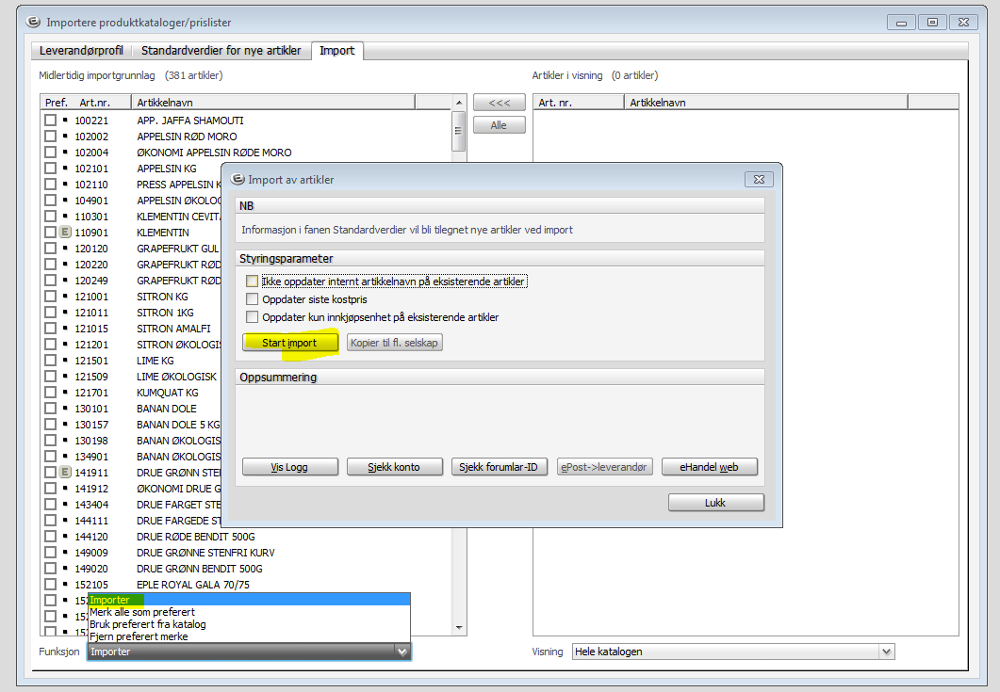 Importere produktkataloger/prislister
Leverandørprofil Standardverdier for nye artikler Import
Midlertidig importgrunnlag (381 artikler)
Artikler i visning (0 artikler)
Pref. Art.nr. Artikkelnavn
<<<
Alle
Art. nr. Artikkelnavn
100221 APP. JAFFA SHAMOUTI
102002 APPELSIN RØD MORO
102004 ØKONOMI APPELSIN RØDE MORO
102101 APPELSIN KG
102110 PRESS APPELSIN K
104901 APPELSIN ØKOLOG
110301 KLEMENTIN CEVIT
E 110901 KLEMENTIN
120120 GRAPEFRUKT GUL
120220 GRAPEFRUKT RØD
120249 GRAPEFRUKT RØD
121001 SITRON KG
121011 SITRON 1KG
121015 SITRON AMALFI
121201 SITRON ØKOLOGI
121501 LIME KG
121509 LIME ØKOLOGISK
121701 KUMQUAT KG
130101 BANAN DOLE
130157 BANAN DOLE 5 KG
130198 BANAN ØKOLOGIS
134901 BANAN ØKOLOGIS
E 141911 DRUE GRØNN STE
141912 ØKONOMI DRUE G
143404 DRUE FARGET STE
144111 DRUE FARGEDE ST
144120 DRUE RØDE BENDIT 500G
149009 DRUE GRØNNE STENFRI KURV
149020 DRUE GRØNN BENDIT 500G
152105 EPLE ROYAL GALA 70/75
15
15
15
Importer
Merk alle som preferert
Bruk preferert fra katalog
Fjern preferert merke
Funksjon Importer
Visning Hele katalogen
Import av artikler
NB
Informasjon i fanen Standardverdier vil bli tilegnet nye artikler ved import
Styringsparameter
Ikke oppdater internt artikkelnavn på eksisterende artikler
Oppdater siste kostpris
Oppdater kun innkjøpsenhet på eksisterende artikler
Start import Kopier til fl. selskap
Oppsummering
Vis Logg Sjekk konto Sjekk forumlar-ID ePost->leverandør eHandel web
Lukk